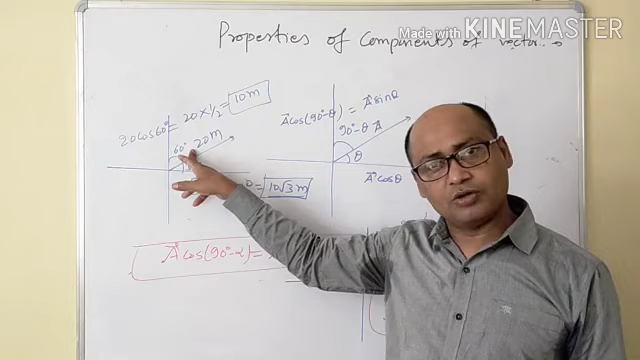 Made with KINEMASTER
Properties of Components of vector..
20cos60° = 20 × 1/2 = 10m
60° 20m
= 10√3 m
A⃗cos(90°-θ) = A⃗sinθ
90°-θ A⃗
θ
A⃗cosθ
A⃗cos(90°-α) =